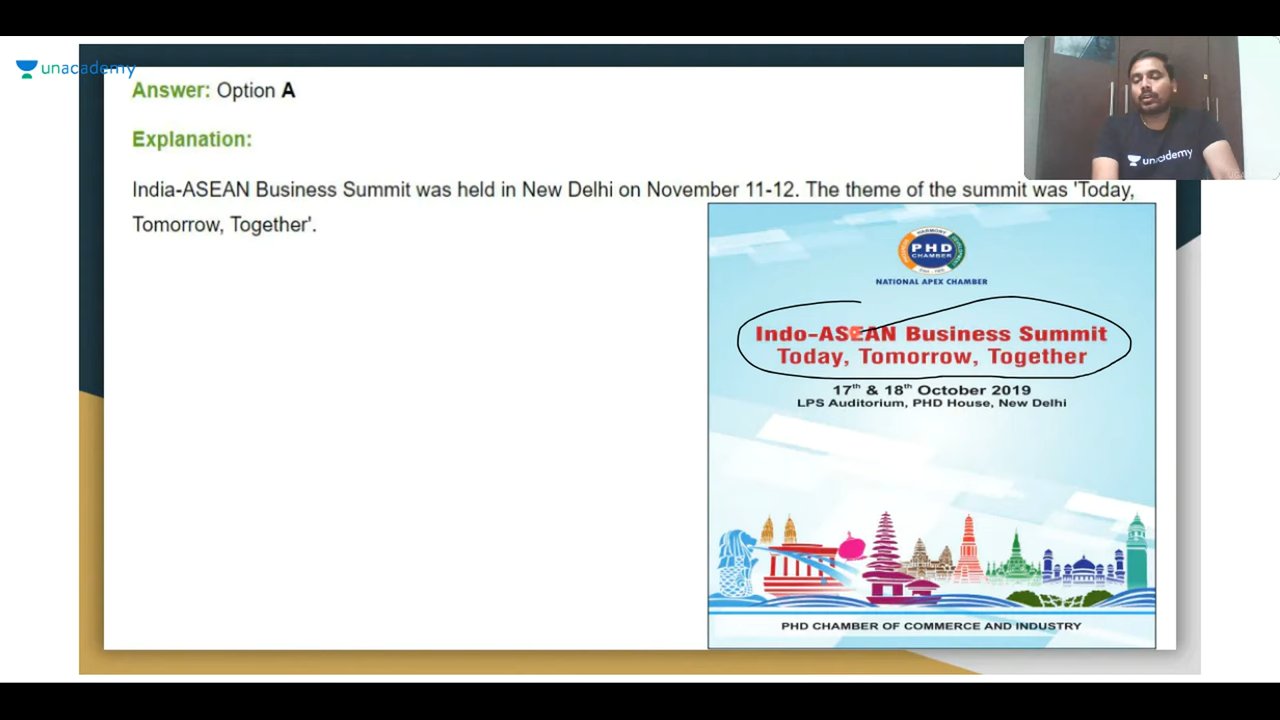 unacademy
Answer: Option A
Explanation:
India-ASEAN Business Summit was held in New Delhi on November 11-12. The theme of the summit was 'Today,
Tomorrow, Together'.
unacademy
HARMONY
DEVELOPMENT
PHD
CHAMBER
NATIONAL APEX CHAMBER
Indo-ASEAN Business Summit
Today, Tomorrow, Together
17th & 18th October 2019
LPS Auditorium, PHD House, New Delhi
PHD CHAMBER OF COMMERCE AND INDUSTRY